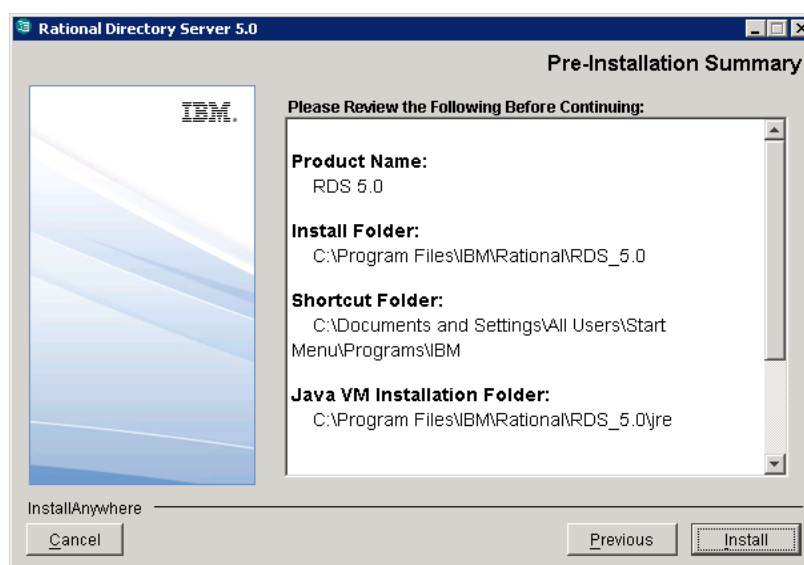 Rational Directory Server 5.0
Pre-Installation Summary
IBM.
Please Review the Following Before Continuing:
Product Name:
RDS 5.0
Install Folder:
C:\Program Files\IBM\Rational\RDS_5.0
Shortcut Folder:
C:\Documents and Settings\All Users\Start
Menu\Programs\IBM
Java VM Installation Folder:
C:\Program Files\IBM\Rational\RDS_5.0\jre
InstallAnywhere
Cancel
Previous
Install